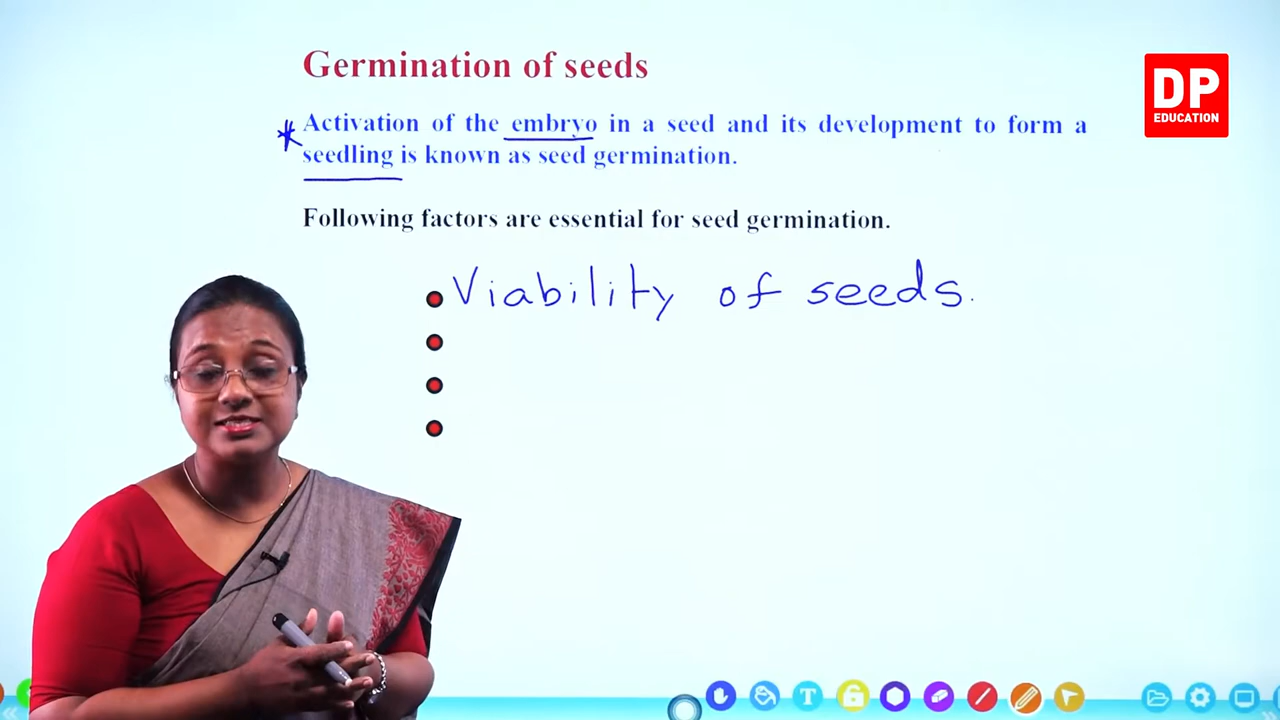 Germination of seeds
DP
EDUCATION
Activation of the embryo in a seed and its development to form a
seedling is known as seed germination.
Following factors are essential for seed germination.
Viability of seeds.
T